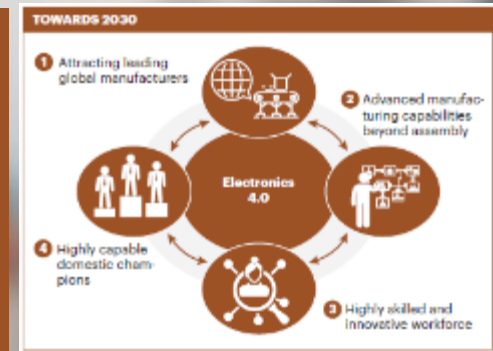 TOWARDS 2030
1 Attracting leading
global manufacturers
2 Advanced manufac-
turing capabilities
beyond assembly
Electronics
4.0
3 Highly skilled and
innovative workforce
4 Highly capable
domestic cham-
pions